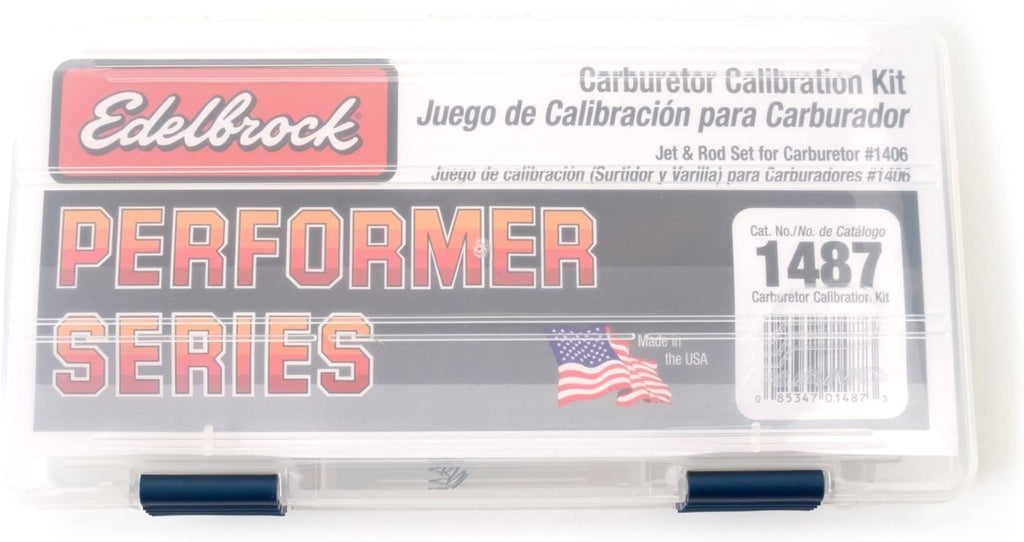 Edelbrock
Carburetor Calibration Kit
Juego de Calibración para Carburador
Jet & Rod Set for Carburetor #1406
Juego de calibración (Surtidor y Varilla) para Carburadores #1406
PERFORMER
SERIES
Cat. No./No. de Catálogo
1487
Carburetor Calibration Kit
Made in
the USA
0 85347 01487 3